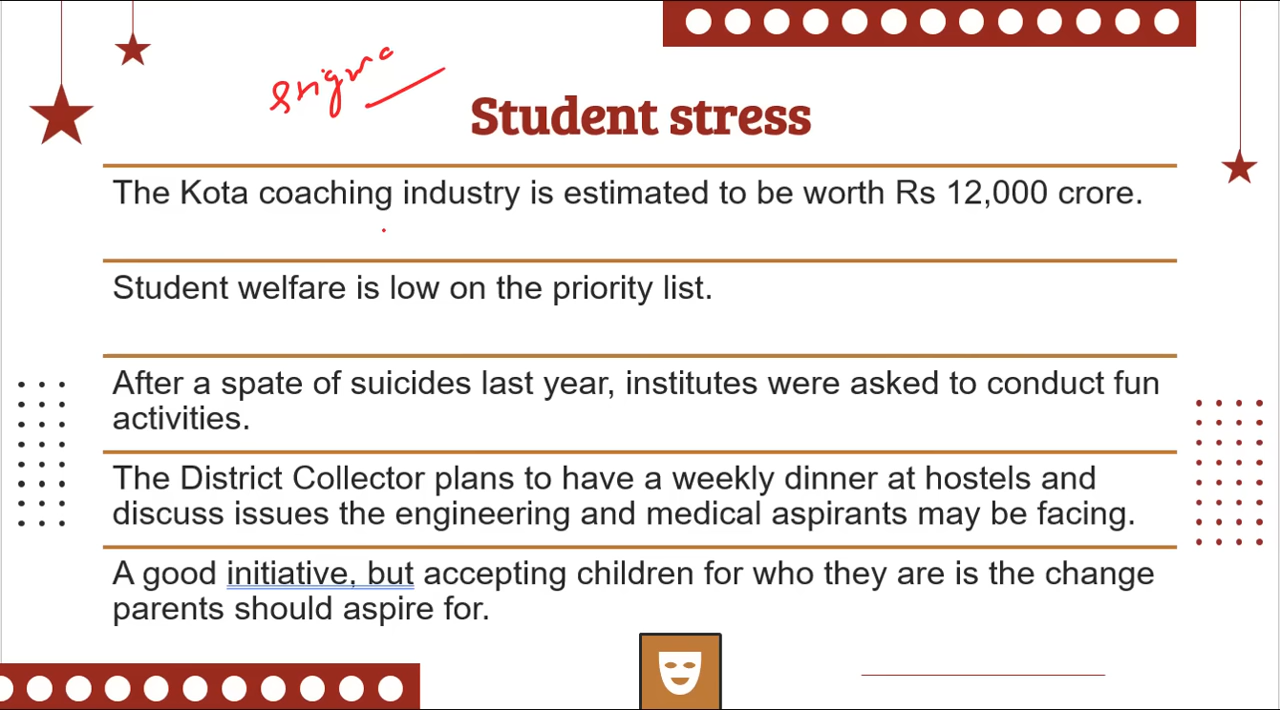 stigma
Student stress
The Kota coaching industry is estimated to be worth Rs 12,000 crore.
Student welfare is low on the priority list.
After a spate of suicides last year, institutes were asked to conduct fun
activities.
The District Collector plans to have a weekly dinner at hostels and
discuss issues the engineering and medical aspirants may be facing.
A good initiative, but accepting children for who they are is the change
parents should aspire for.